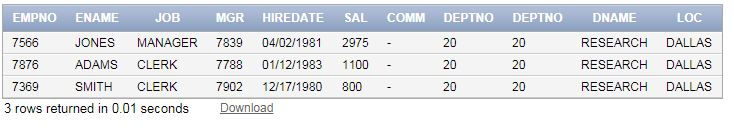 EMPNO ENAME JOB MGR HIREDATE SAL COMM DEPTNO DEPTNO DNAME LOC
7566 JONES MANAGER 7839 04/02/1981 2975 - 20 20 RESEARCH DALLAS
7876 ADAMS CLERK 7788 01/12/1983 1100 - 20 20 RESEARCH DALLAS
7369 SMITH CLERK 7902 12/17/1980 800 - 20 20 RESEARCH DALLAS
3 rows returned in 0.01 seconds Download